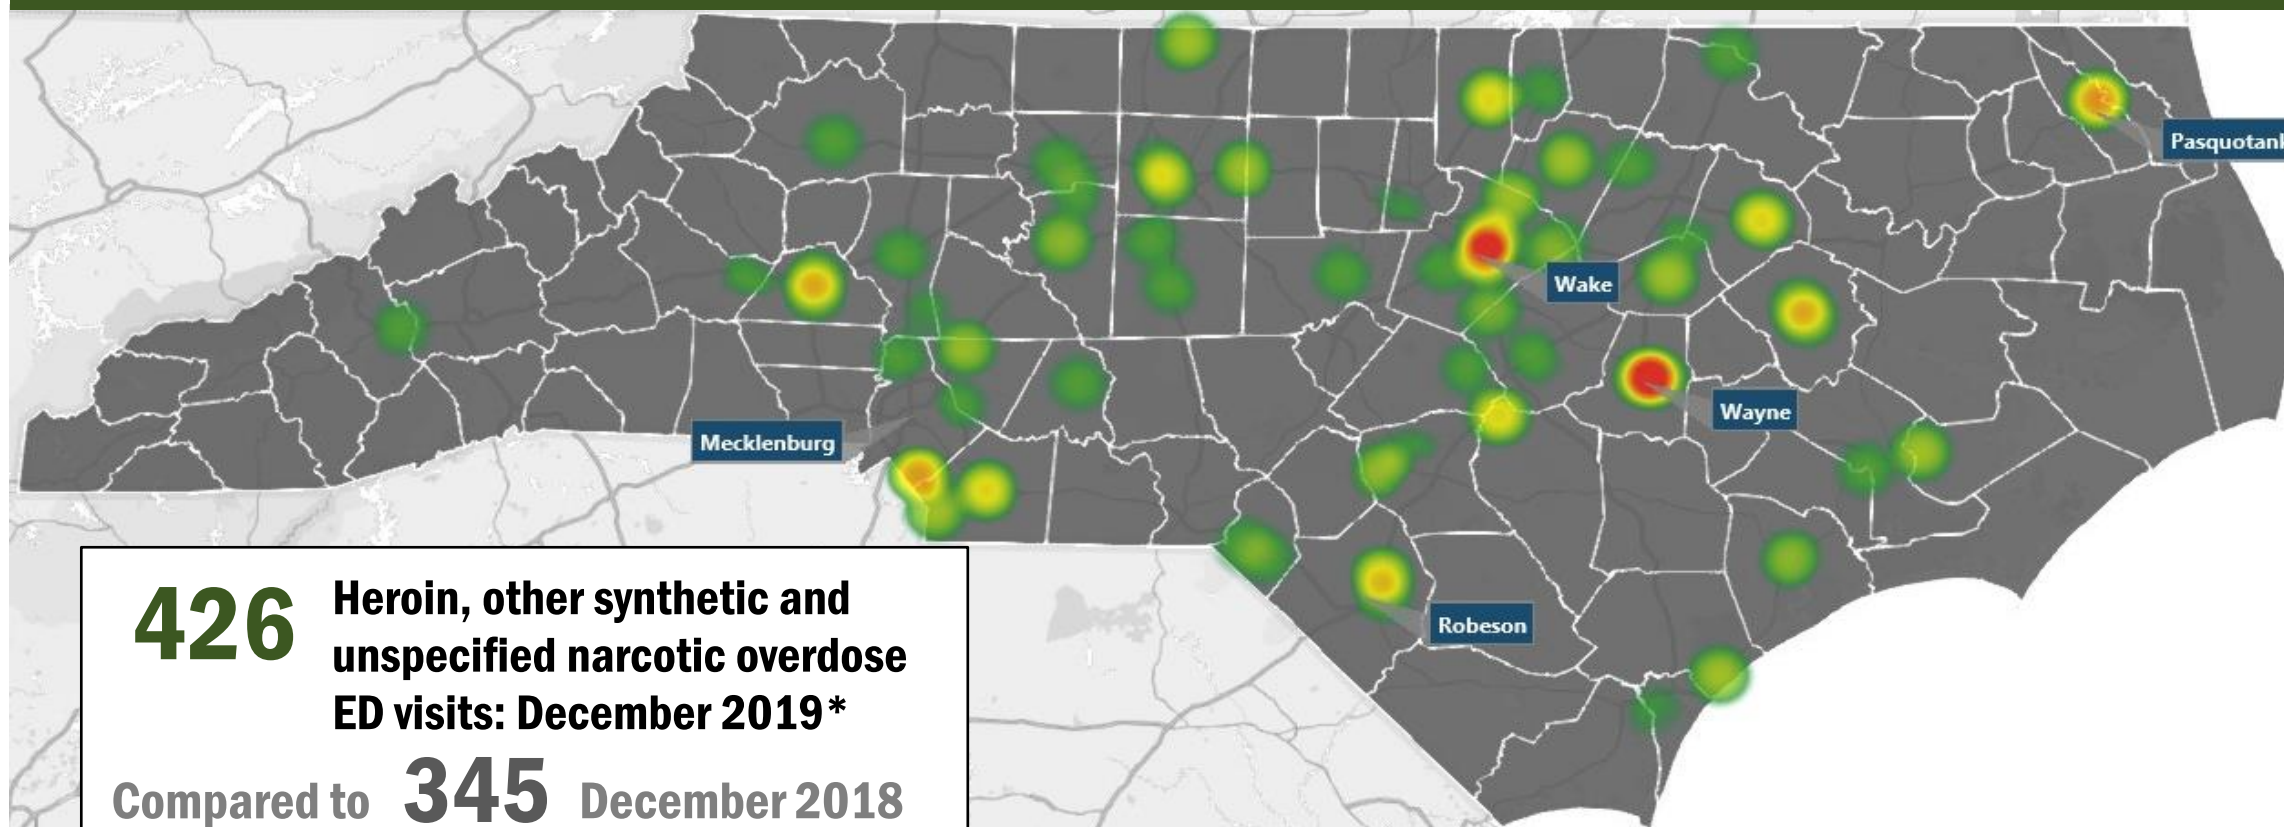 Pasquotank
Wake
Wayne
Mecklenburg
Robeson
426 Heroin, other synthetic and
unspecified narcotic overdose
ED visits: December 2019*
Compared to 345 December 2018